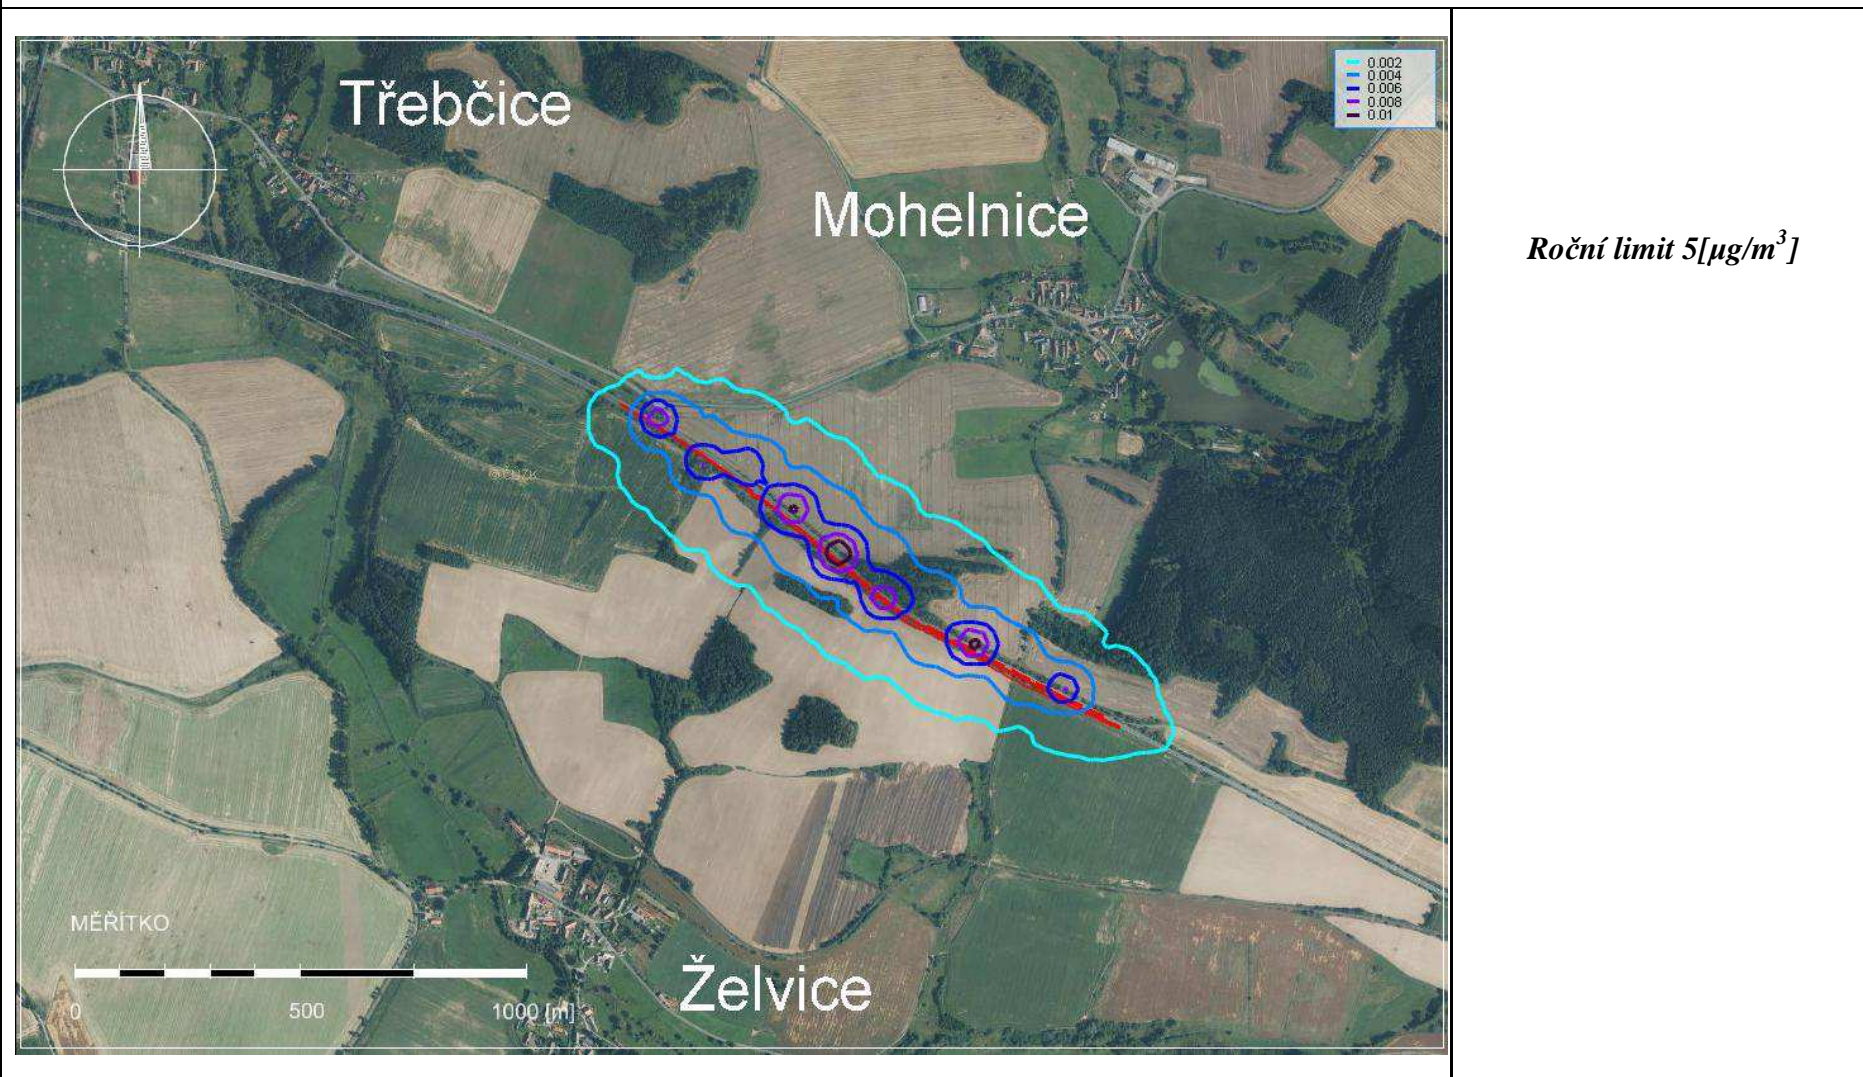 Třebčice
0.002
0.004
0.006
0.008
0.01
Mohelnice
Roční limit 5[µg/m³]
MĚŘÍTKO
0 500 1000 [m]
Želvice